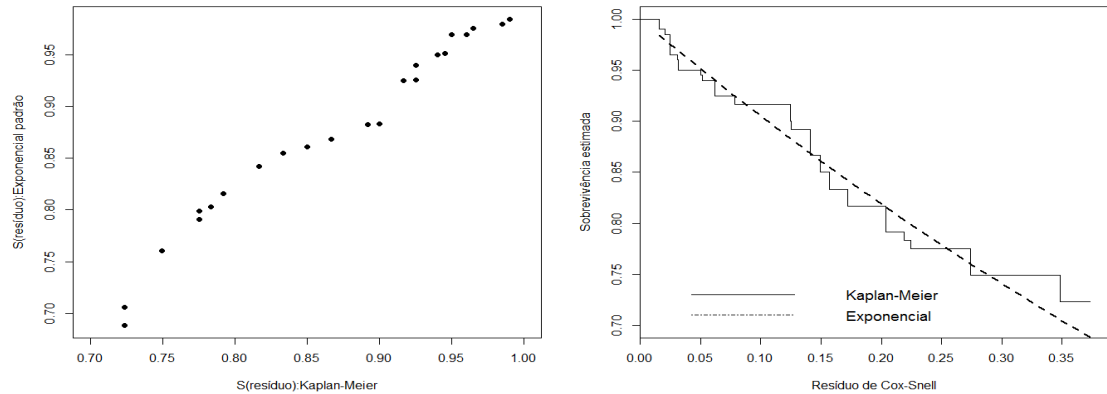 S(resíduo):Exponencial padrão
0.95
0.90
0.85
0.80
0.75
0.70
0.70 0.75 0.80 0.85 0.90 0.95 1.00
S(resíduo):Kaplan-Meier
Sobrevivência estimada
1.00
0.95
0.90
0.85
0.80
0.75
0.70
Kaplan-Meier
Exponencial
0.00 0.05 0.10 0.15 0.20 0.25 0.30 0.35
Resíduo de Cox-Snell